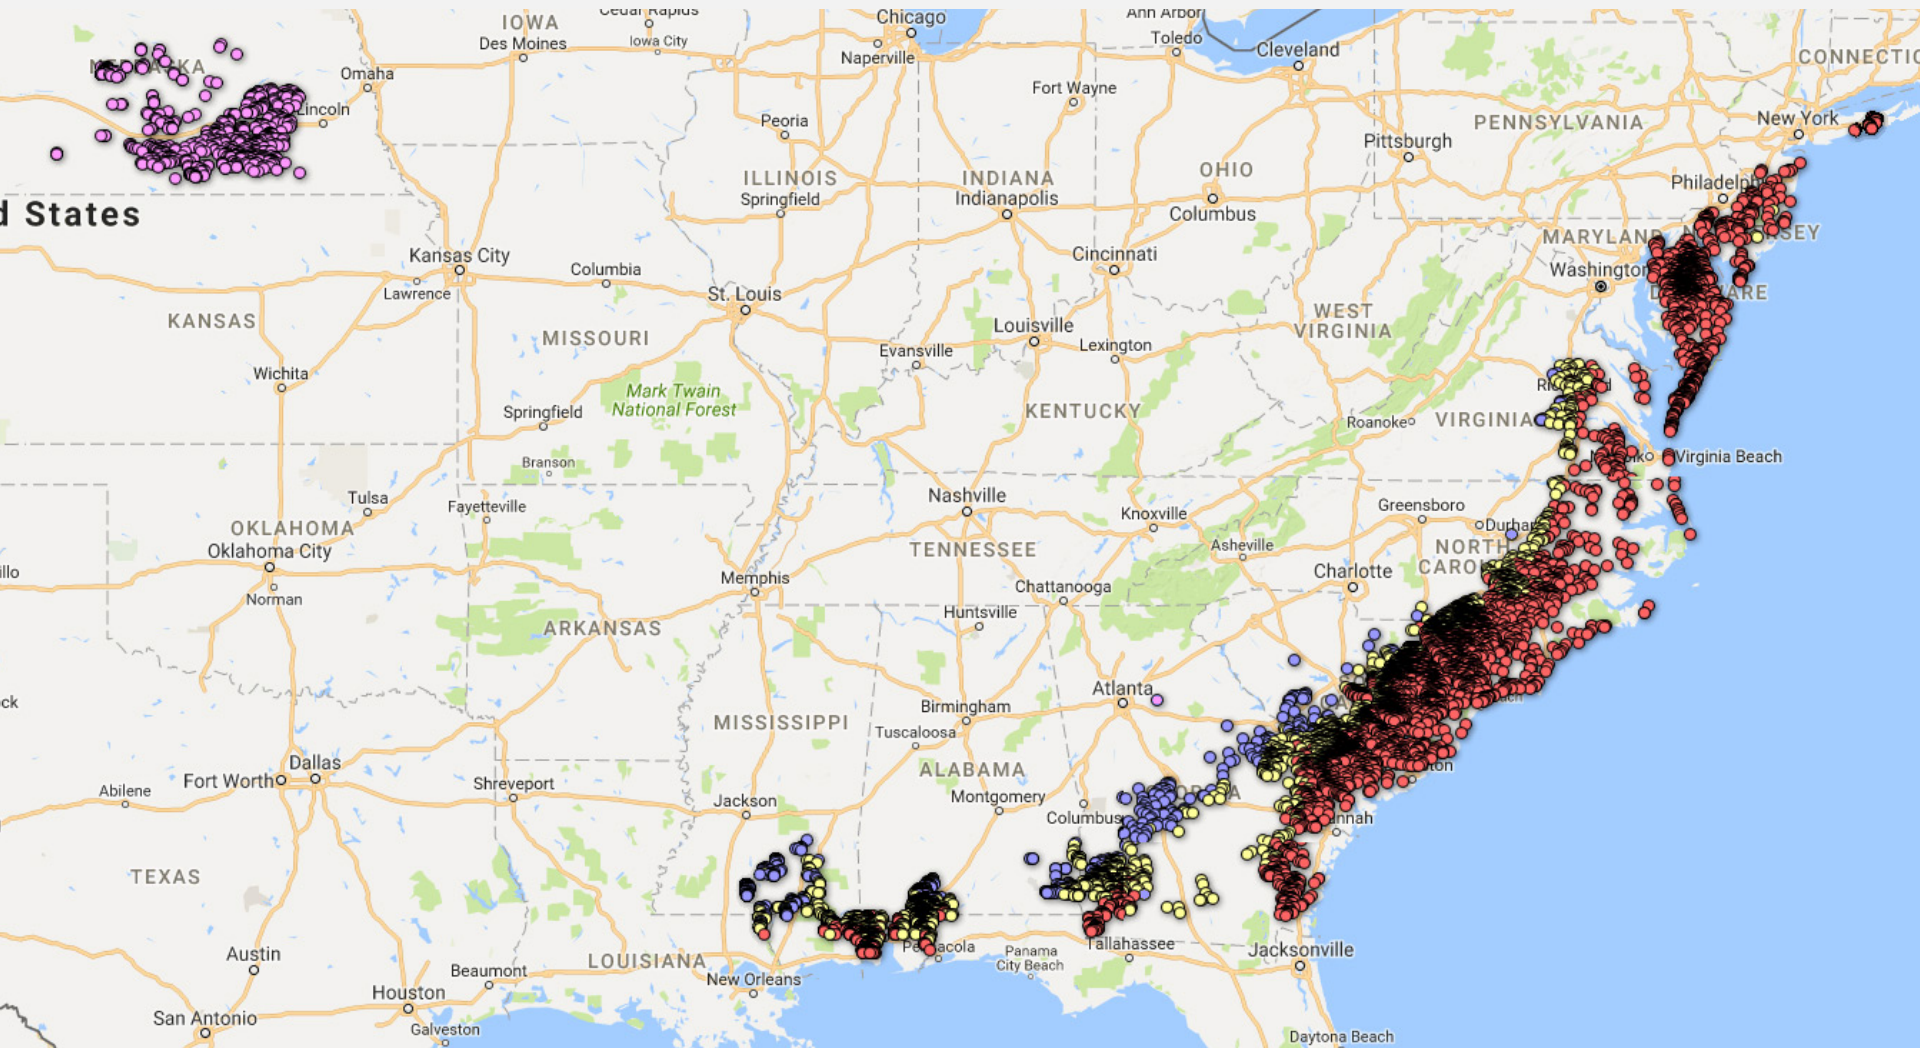 Cedar Rapids
IOWA
Des Moines
Iowa City
Chicago
Naperville
Ann Arbor
Toledo
Cleveland
CONNECTIC
Omaha
Lincoln
Fort Wayne
Peoria
PENNSYLVANIA
New York
Pittsburgh
ILLINOIS
Springfield
INDIANA
Indianapolis
OHIO
Columbus
d States
MARYLAND
Kansas City
Lawrence
Columbia
St. Louis
Cincinnati
Washington
KANSAS
MISSOURI
Louisville
Lexington
Evansville
WEST
VIRGINIA
Wichita
Mark Twain
National Forest
Springfield
KENTUCKY
Roanoke
VIRGINIA
Virginia Beach
Branson
Tulsa
Fayetteville
Nashville
Knoxville
Greensboro
Durham
OKLAHOMA
Oklahoma City
TENNESSEE
Asheville
NORTH
illo
Norman
Memphis
Chattanooga
Charlotte
Huntsville
ARKANSAS
ck
Atlanta
Birmingham
Tuscaloosa
MISSISSIPPI
Dallas
Fort Worth
Abilene
Shreveport
ALABAMA
Montgomery
Jackson
Columbus
TEXAS
Austin
LOUISIANA
Beaumont
New Orleans
Panama
City Beach
Tallahassee
Jacksonville
Houston
San Antonio
Galveston
Daytona Beach